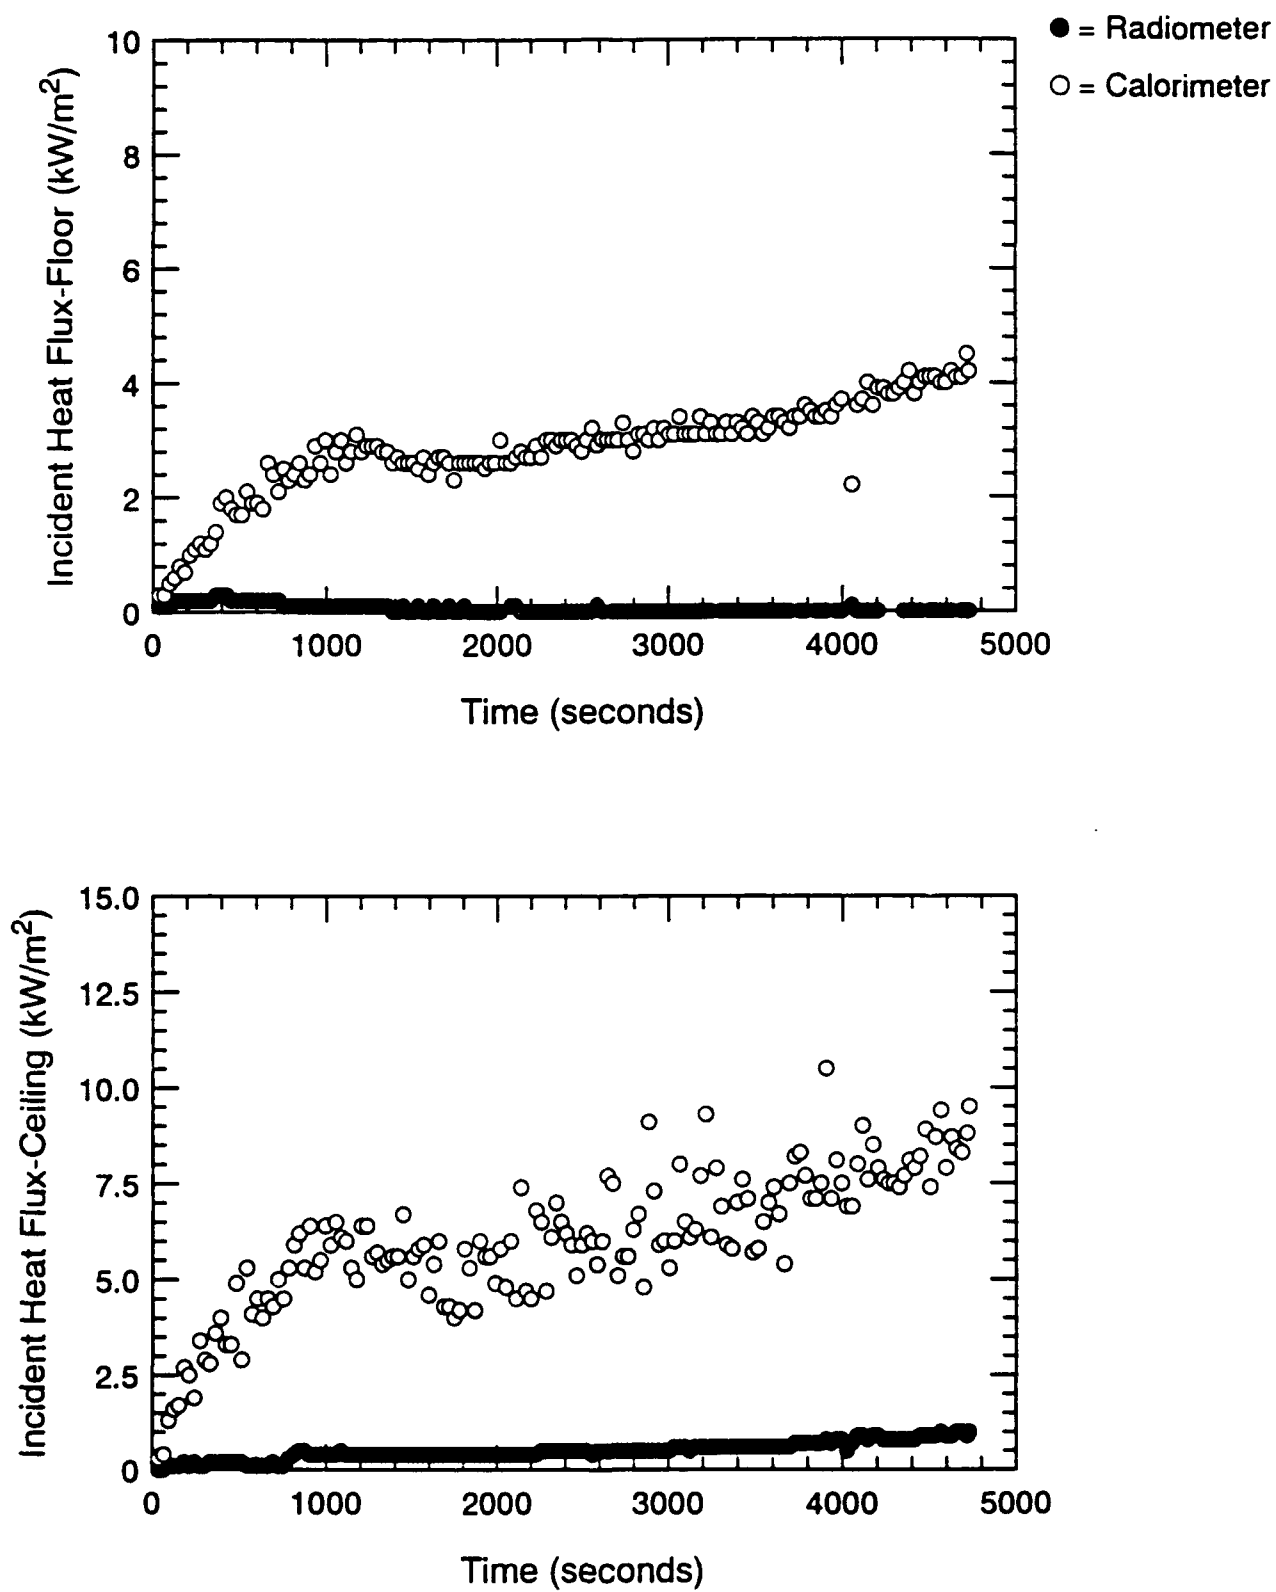 ● = Radiometer
○ = Calorimeter
Incident Heat Flux-Floor (kW/m²)
10
8
6
4
2
0
0 1000 2000 3000 4000 5000
Time (seconds)
Incident Heat Flux-Ceiling (kW/m²)
15.0
12.5
10.0
7.5
5.0
2.5
0
0 1000 2000 3000 4000 5000
Time (seconds)